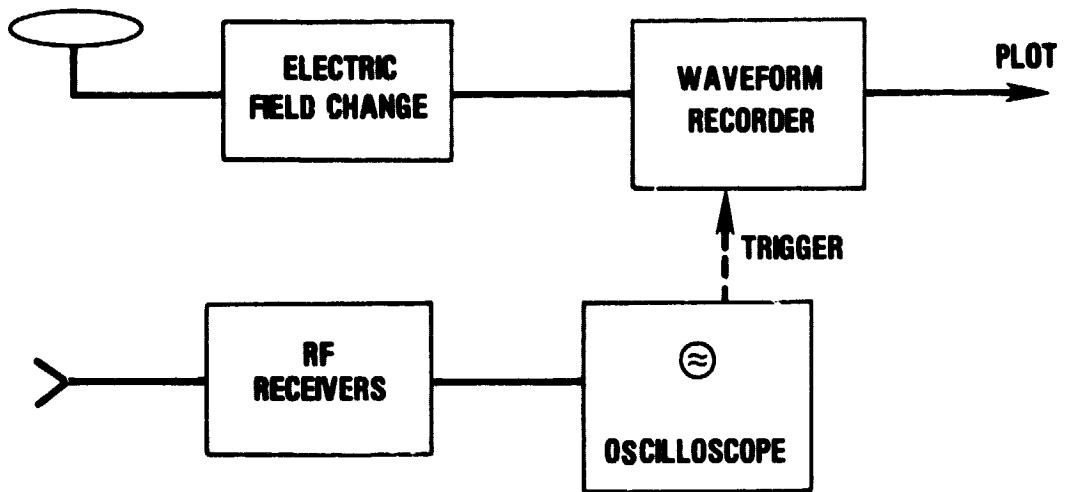 ELECTRIC
FIELD CHANGE
WAVEFORM
RECORDER
PLOT
TRIGGER
RF
RECEIVERS
OSCILLOSCOPE